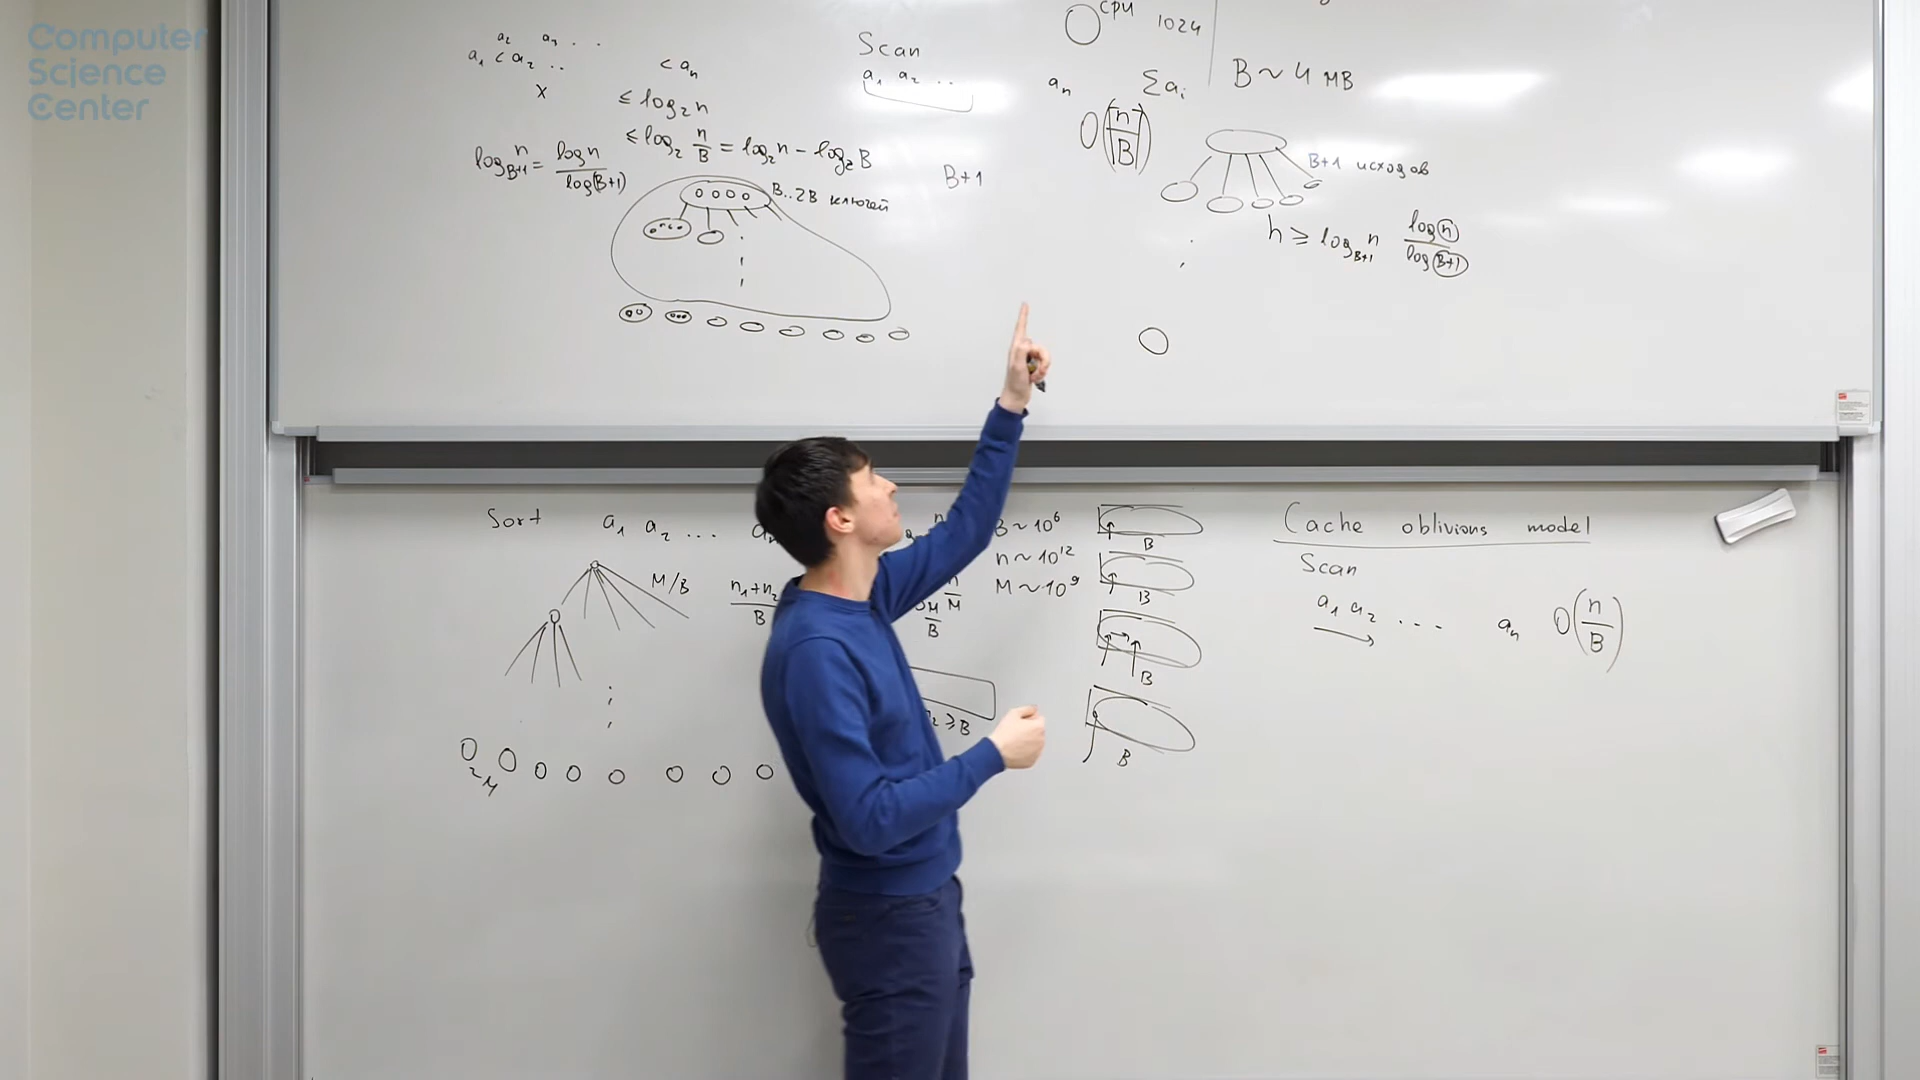 Computer
Science
Center
a₂ a₃ . . .
a₁ < a₂ .. < aₙ
x
≤ log₂ n
≤ log₂ n/B = log₂ n − log₂ B
log_{B+1} n = log n / log(B+1)
B..2B ключей
Scan
a₁ a₂ ... aₙ Σaᵢ
O(⌈n/B⌉)
B+1
CPU 1024
B ~ 4 MB
B+1 исходов
h ≥ log_{B+1} n log n / log(B+1)
Sort a₁ a₂ ...
M/B
n₁+n₂ / B
B ~ 10⁶
n ~ 10¹²
M ~ 10⁹
n/M
M/B
≥ B
B
B
B
B
Cache oblivious model
Scan
a₁ a₂ ... aₙ O(n/B)